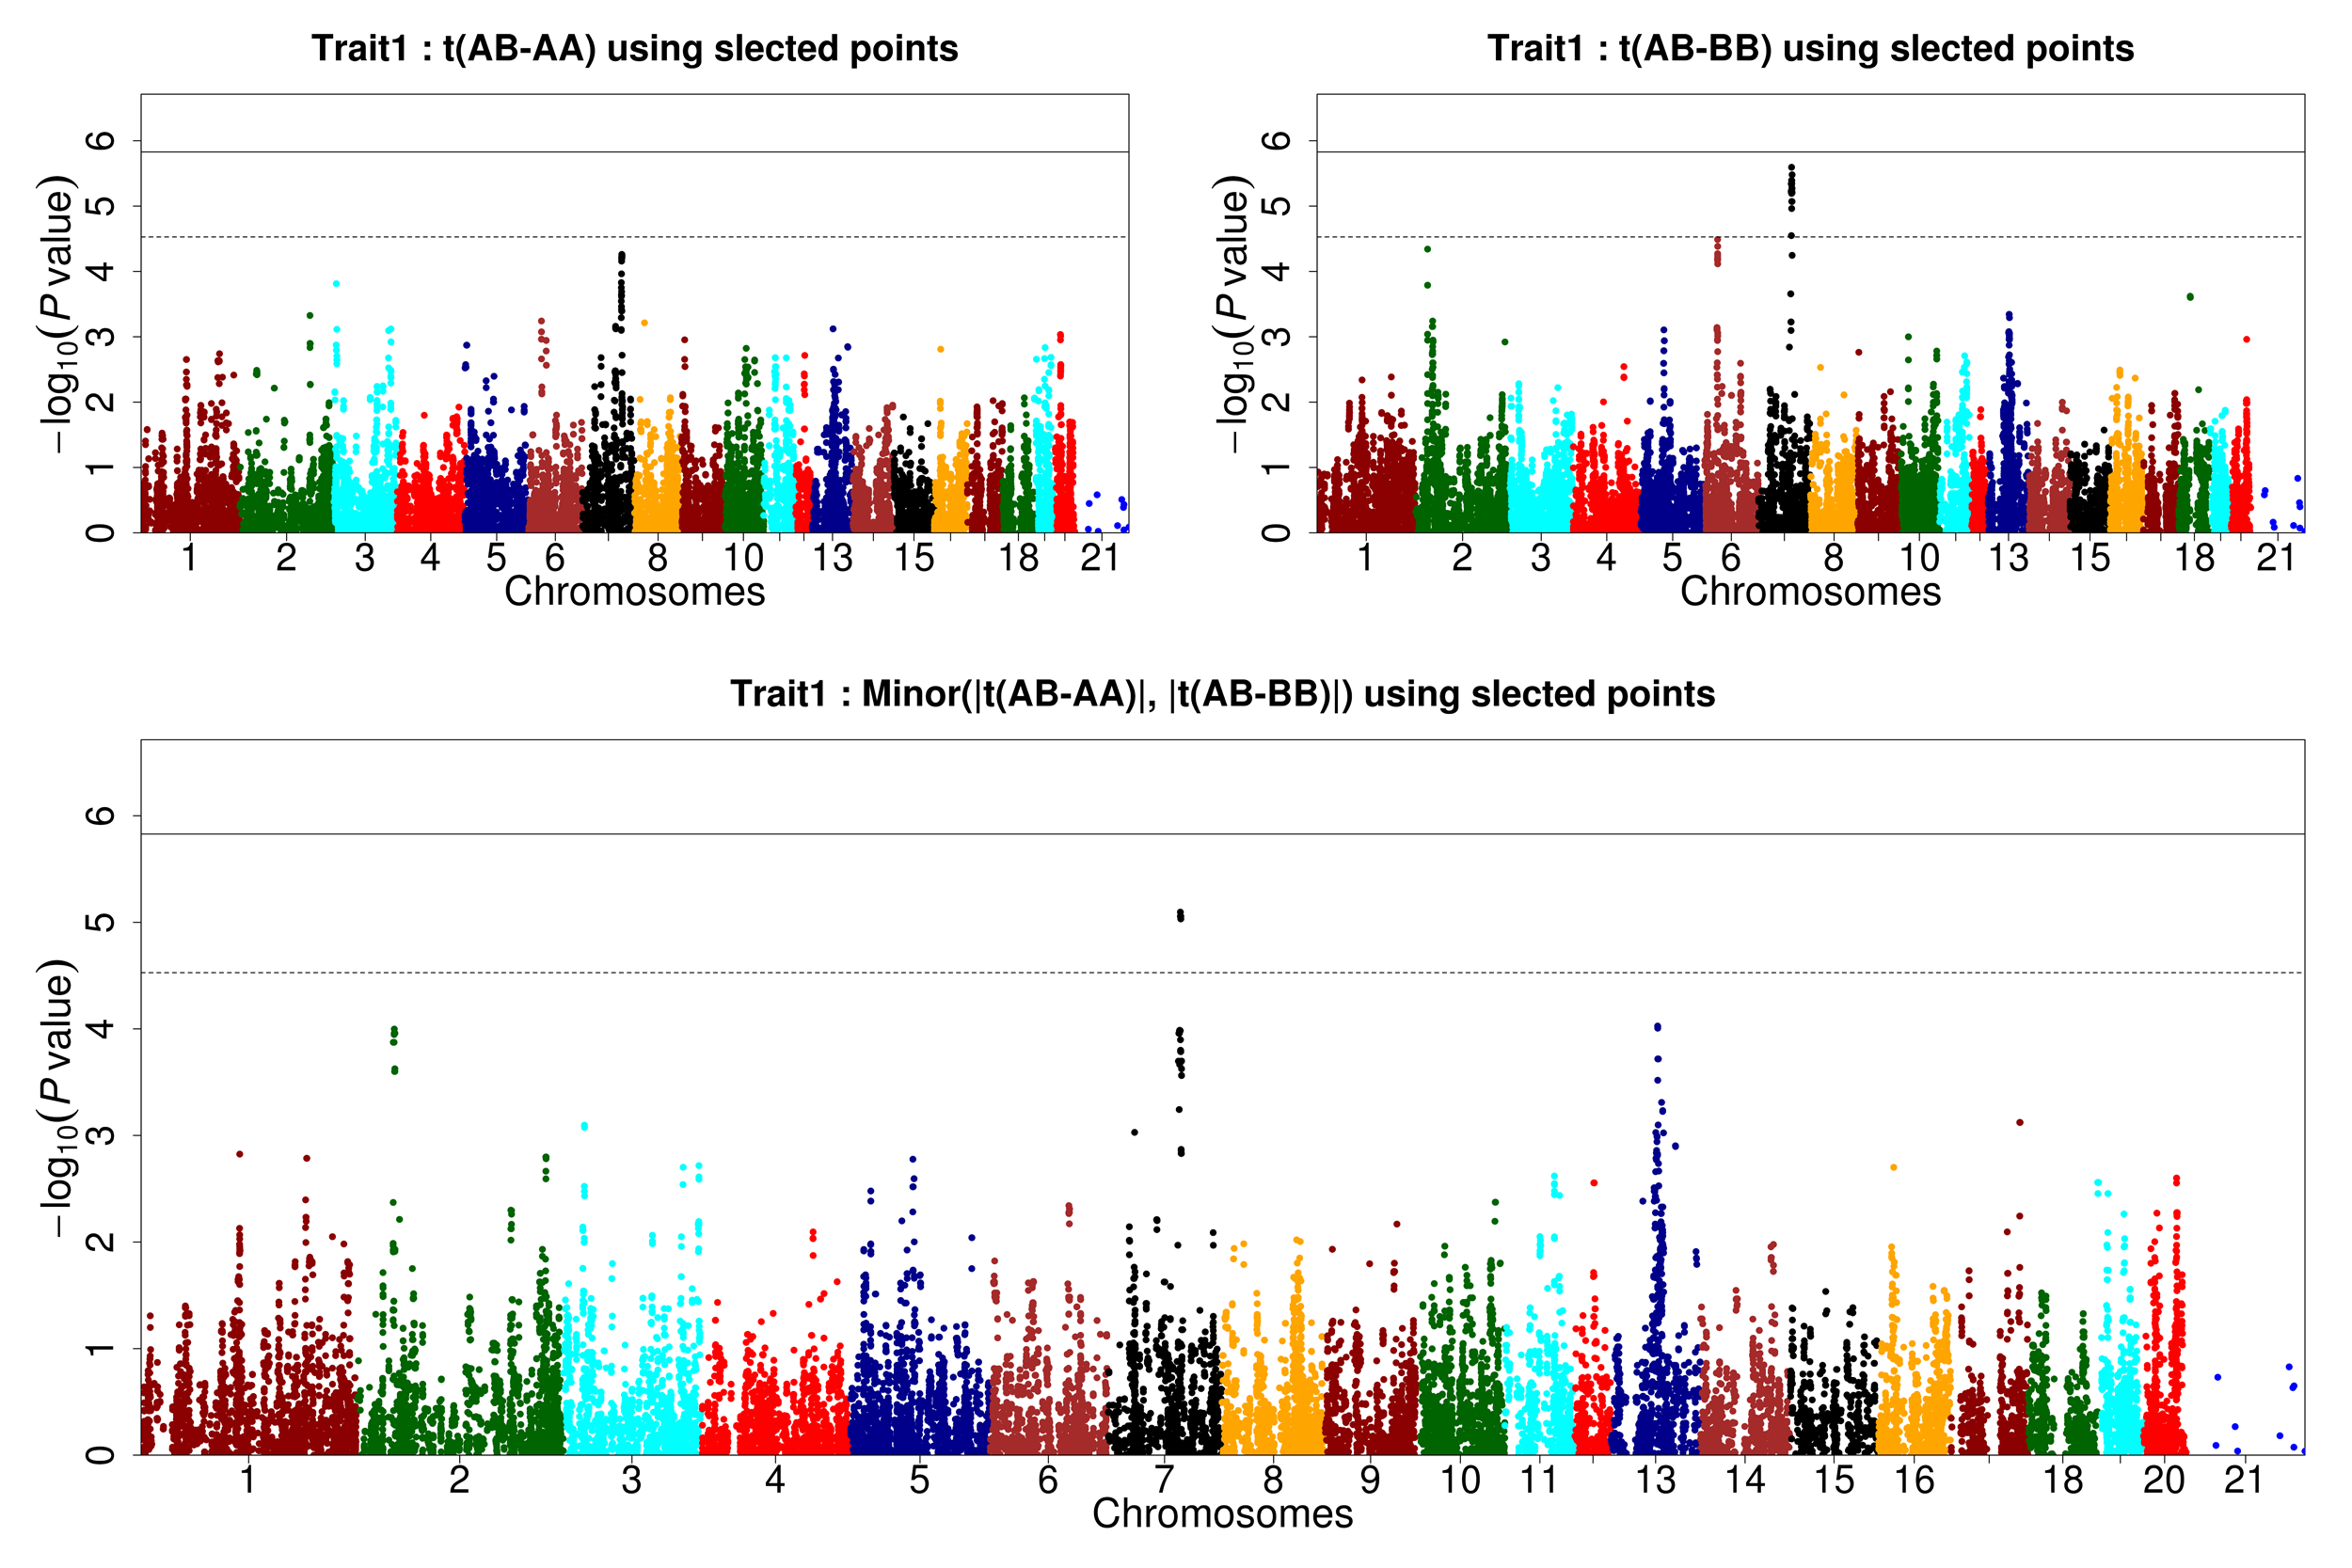 Trait1 : t(AB-AA) using slected points
−log10(P value)
6
5
4
3
2
1
0
1 2 3 4 5 6 8 10 13 15 18 21
Chromosomes
Trait1 : t(AB-BB) using slected points
−log10(P value)
6
5
4
3
2
1
0
1 2 3 4 5 6 8 10 13 15 18 21
Chromosomes
Trait1 : Minor(|t(AB-AA)|, |t(AB-BB)|) using slected points
−log10(P value)
6
5
4
3
2
1
0
1 2 3 4 5 6 7 8 9 10 11 13 14 15 16 18 20 21
Chromosomes